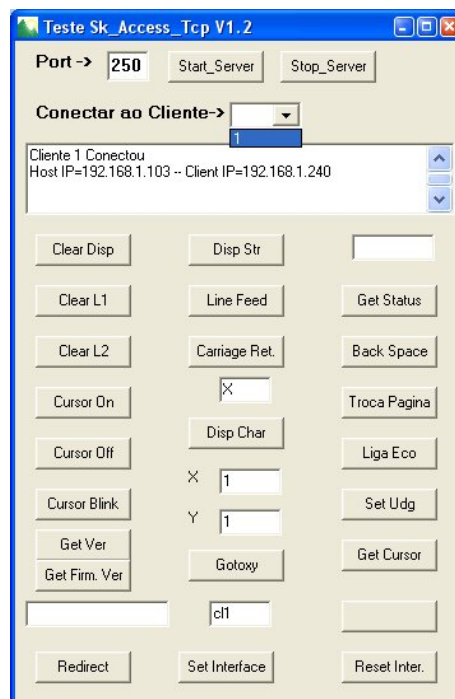 Teste Sk_Access_Tcp V1.2
Port -> 250 Start_Server Stop_Server
Conectar ao Cliente->
1
Cliente 1 Conectou
Host IP=192.168.1.103 -- Client IP=192.168.1.240
Clear Disp Disp Str
Clear L1 Line Feed Get Status
Clear L2 Carriage Ret. Back Space
X
Cursor On Troca Pagina
Disp Char
Cursor Off Liga Eco
X 1
Cursor Blink Set Udg
Y 1
Get Ver
Gotoxy Get Cursor
Get Firm. Ver
cl1
Redirect Set Interface Reset Inter.